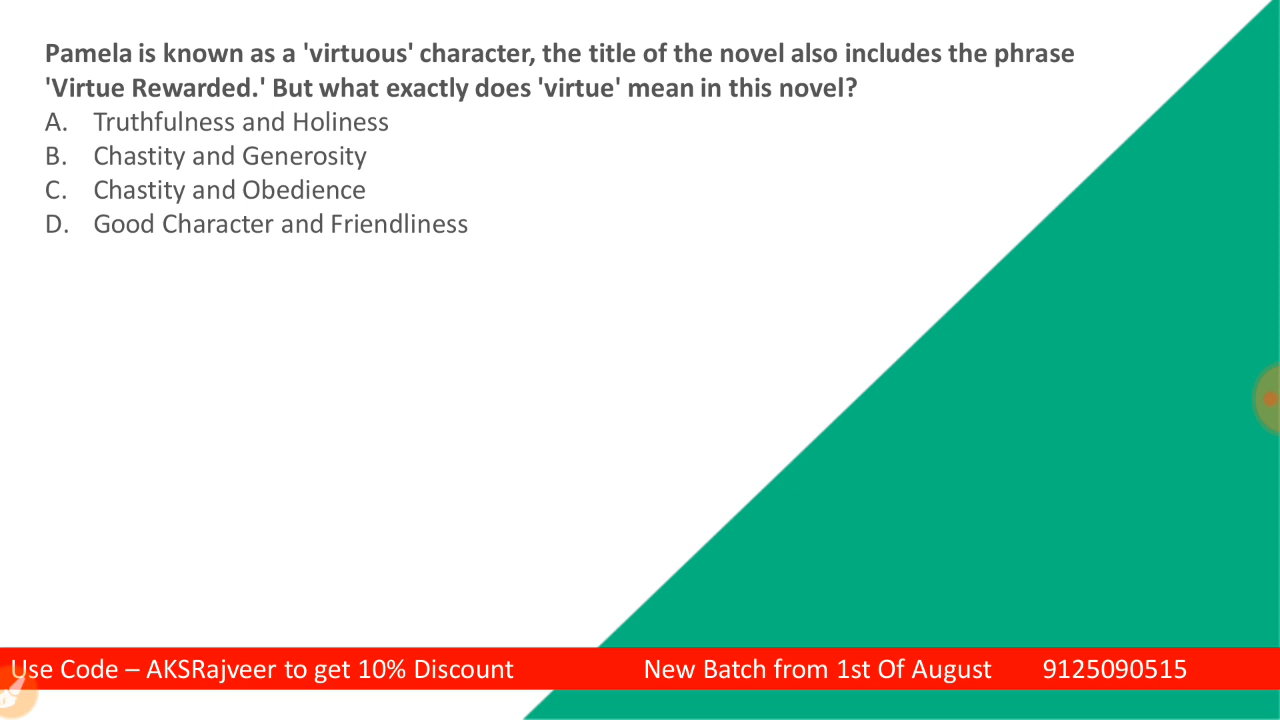 Pamela is known as a 'virtuous' character, the title of the novel also includes the phrase
'Virtue Rewarded.' But what exactly does 'virtue' mean in this novel?
A. Truthfulness and Holiness
B. Chastity and Generosity
C. Chastity and Obedience
D. Good Character and Friendliness
Use Code – AKSRajveer to get 10% Discount New Batch from 1st Of August 9125090515